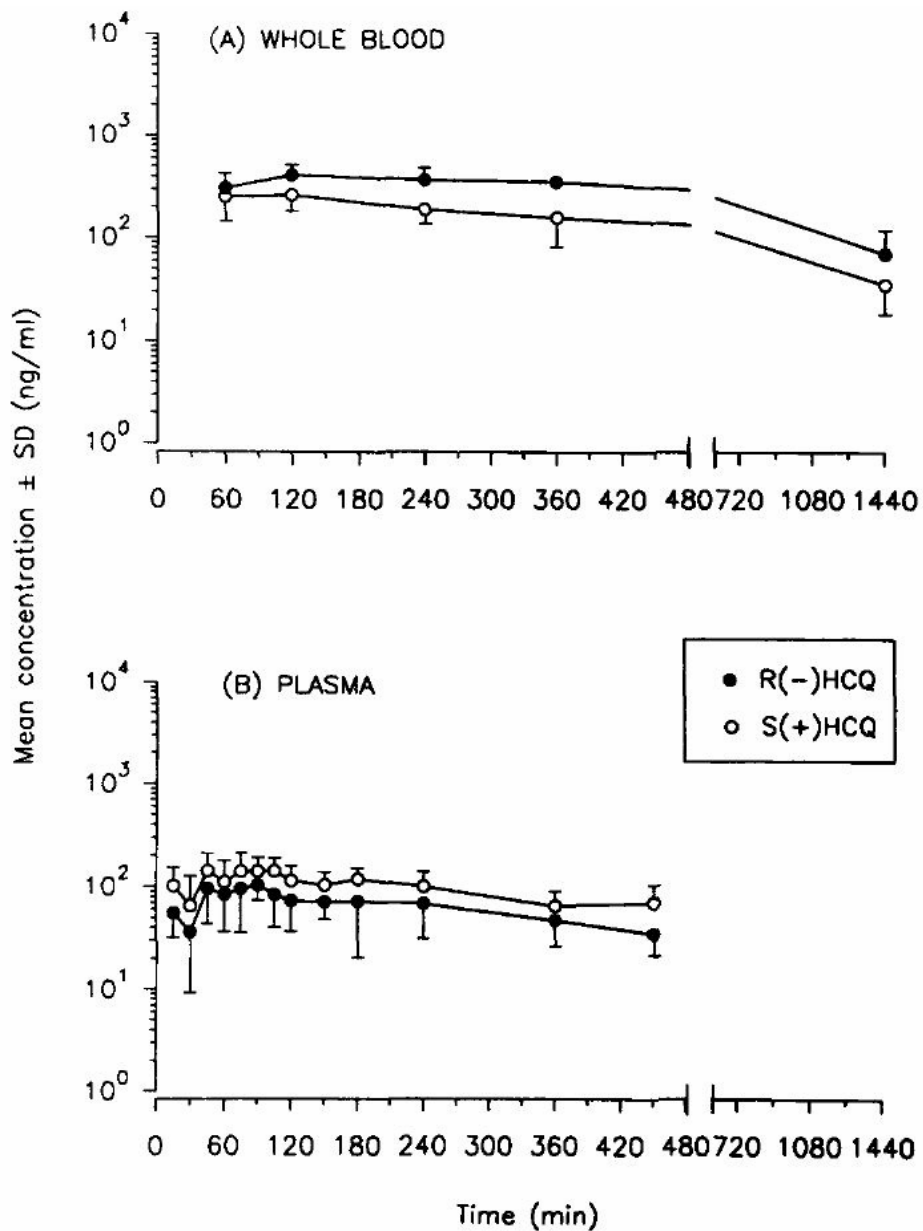 (A) WHOLE BLOOD
10^4
10^3
10^2
10^1
10^0
0 60 120 180 240 300 360 420 480 720 1080 1440
Mean concentration ± SD (ng/ml)
(B) PLASMA
R(-)HCQ
S(+)HCQ
10^4
10^3
10^2
10^1
10^0
0 60 120 180 240 300 360 420 480 720 1080 1440
Time (min)